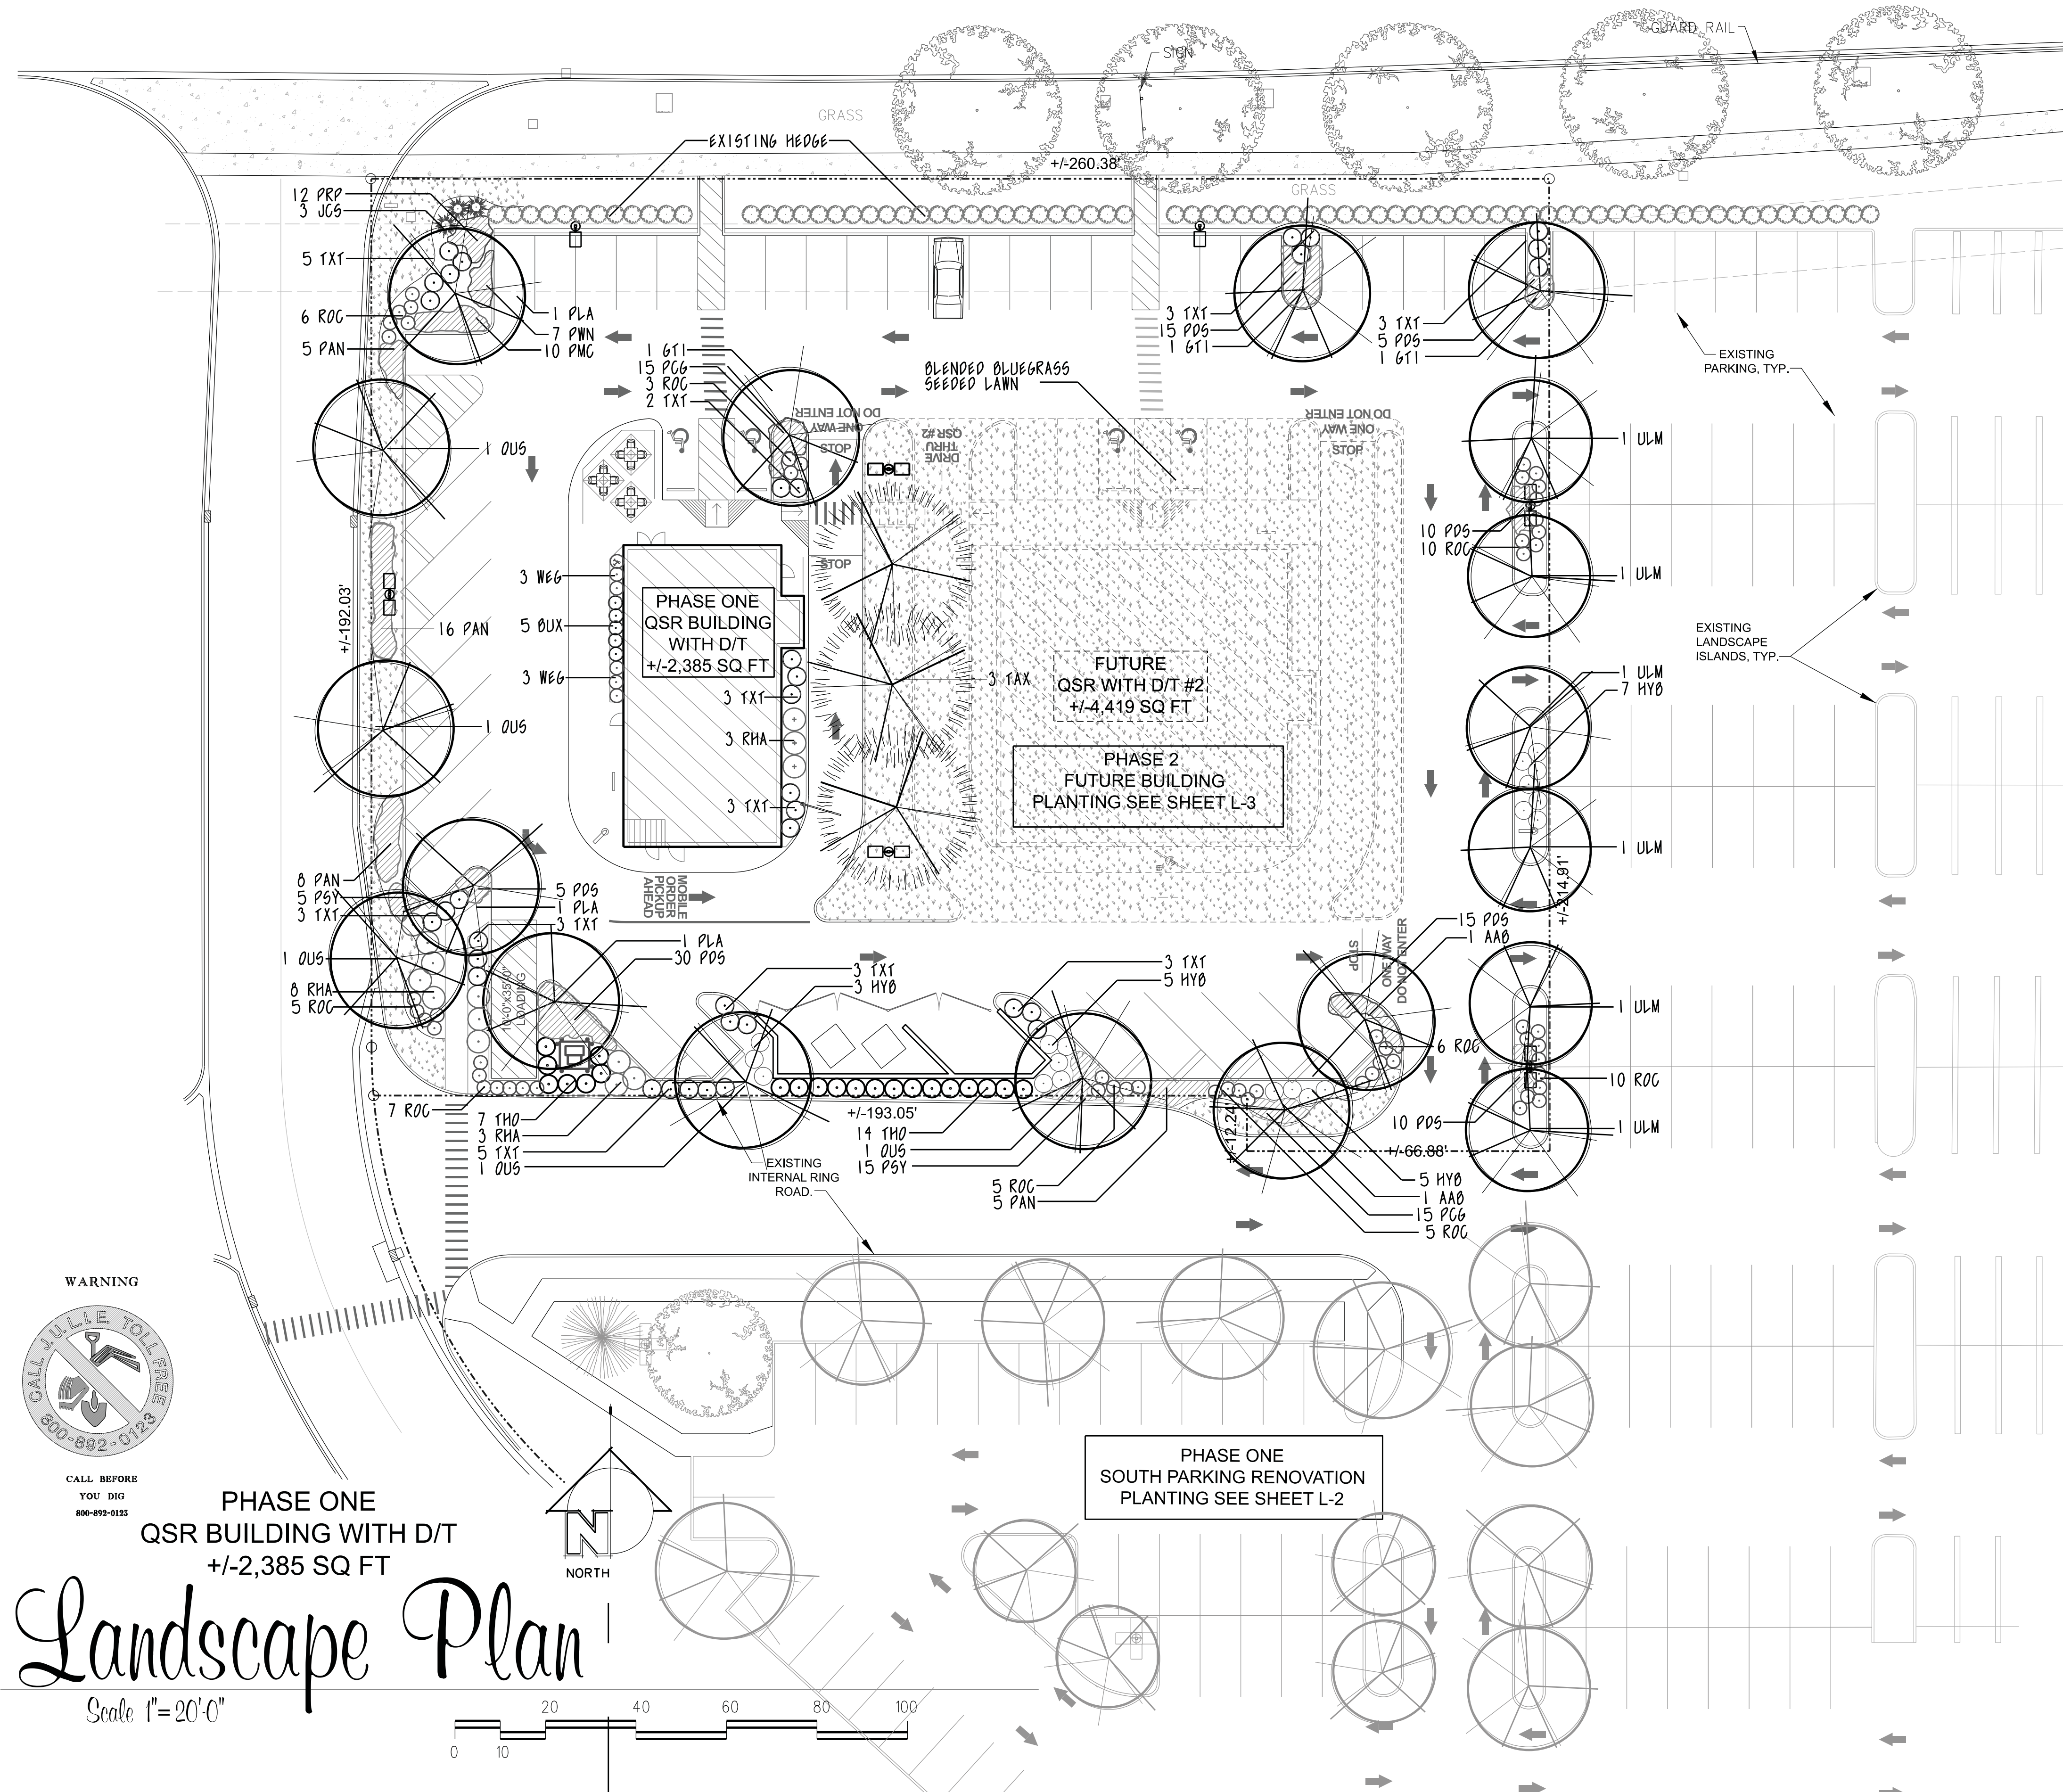 GUARD RAIL
SIGN
GRASS
EXISTING HEDGE
+/-260.38'
GRASS
12 PRP
3 JCS
5 TXT
6 ROC
5 PAN
1 PLA
7 PWN
10 PMC
1 GTI
15 PCG
3 ROC
2 TXT
BLENDED BLUEGRASS
SEEDED LAWN
3 TXT
15 PDS
1 GTI
3 TXT
5 PDS
1 GTI
EXISTING
PARKING, TYP.
DO NOT ENTER
ONE WAY
STOP
DRIVE
THRU
QSR #2
DO NOT ENTER
ONE WAY
STOP
1 OUS
1 ULM
10 PDS
10 ROC
1 ULM
STOP
3 WEG
5 BUX
3 WEG
PHASE ONE
QSR BUILDING
WITH D/T
+/-2,385 SQ FT
+/-192.03'
16 PAN
1 OUS
3 TXT
3 RHA
3 TXT
3 TAX
FUTURE
QSR WITH D/T #2
+/-4,419 SQ FT
PHASE 2
FUTURE BUILDING
PLANTING SEE SHEET L-3
EXISTING
LANDSCAPE
ISLANDS, TYP.
1 ULM
7 HYB
1 ULM
+/-214.91'
8 PAN
5 PSY
3 TXT
1 OUS
8 RHA
5 ROC
5 PDS
1 PLA
3 TXT
1 PLA
30 PDS
MOBILE
ORDER
PICKUP
AHEAD
10'-0"x35'-0"
LOADING
3 TXT
3 HYB
3 TXT
5 HYB
15 PDS
1 AAB
STOP
ONE WAY
DO NOT ENTER
6 ROC
1 ULM
10 ROC
10 PDS
1 ULM
7 ROC
7 THO
3 RHA
5 TXT
1 OUS
+/-193.05'
14 THO
1 OUS
15 PSY
5 ROC
5 PAN
+/-12.24'
+/-66.88'
5 HYB
1 AAB
15 PCG
5 ROC
EXISTING
INTERNAL RING
ROAD.
WARNING
CALL J.U.L.I.E. TOLL FREE
800-892-0123
CALL BEFORE
YOU DIG
800-892-0123
PHASE ONE
SOUTH PARKING RENOVATION
PLANTING SEE SHEET L-2
PHASE ONE
QSR BUILDING WITH D/T
+/-2,385 SQ FT
N
NORTH
Landscape Plan
Scale 1"=20'-0"
20 40 60 80 100
0 10